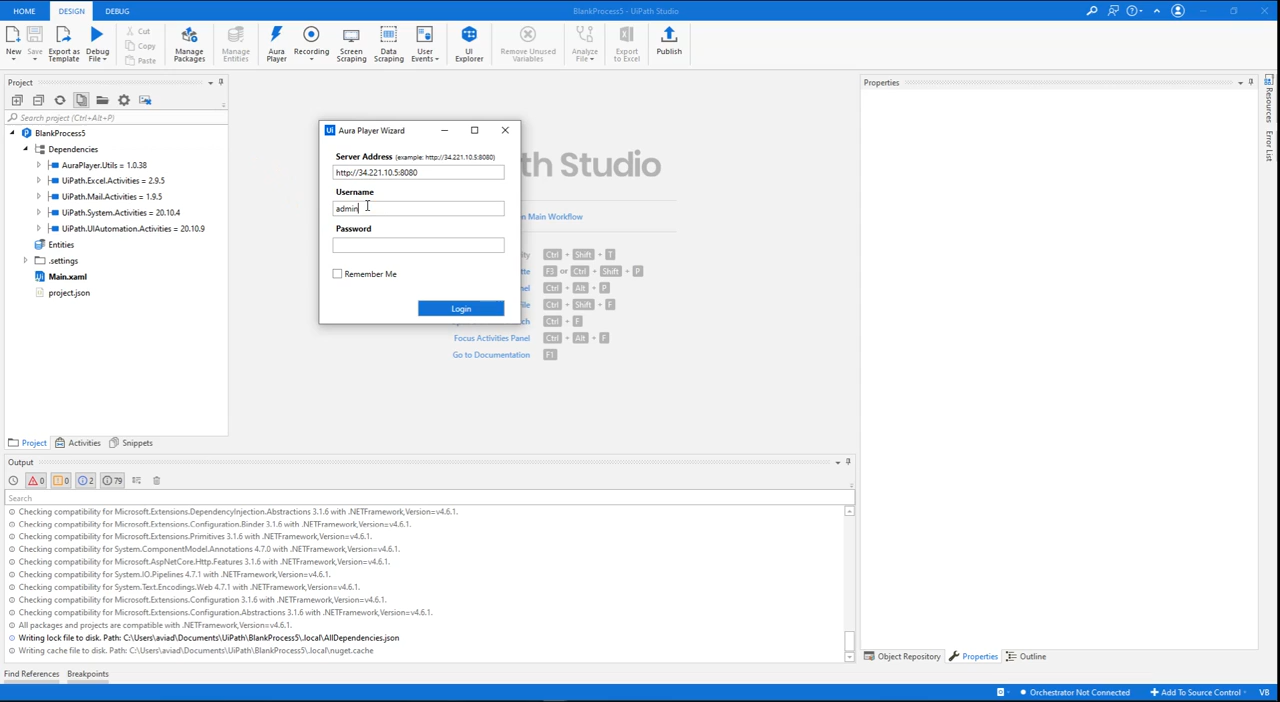 HOME
DESIGN
DEBUG
BlankProcess5 - UiPath Studio
New
Save
Export as Template
Debug File
Cut
Copy
Paste
Manage Packages
Manage Entities
Aura Player
Recording
Screen Scraping
Data Scraping
User Events
UI Explorer
Remove Unused Variables
Analyze File
Export to Excel
Publish
Project
Search project (Ctrl+Alt+P)
BlankProcess5
Dependencies
AuraPlayer.Utils = 1.0.38
UiPath.Excel.Activities = 2.9.5
UiPath.Mail.Activities = 1.9.5
UiPath.System.Activities = 20.10.4
UiPath.UIAutomation.Activities = 20.10.9
Entities
.settings
Main.xaml
project.json
Project
Activities
Snippets
Ui Aura Player Wizard
Server Address (example: http://34.221.10.5:8080)
http://34.221.10.5:8080
Username
admin
Password
Remember Me
Login
th Studio
n Main Workflow
Ctrl + Shift + T
F3 or Ctrl + Shift + P
Ctrl + Alt + P
Ctrl + Shift + F
Ctrl + F
Focus Activities Panel Ctrl + Alt + F
Go to Documentation F1
Properties
Resources
Error List
Output
0
0
2
79
Search
Checking compatibility for Microsoft.Extensions.DependencyInjection.Abstractions 3.1.6 with .NETFramework,Version=v4.6.1.
Checking compatibility for Microsoft.Extensions.Configuration.Binder 3.1.6 with .NETFramework,Version=v4.6.1.
Checking compatibility for Microsoft.Extensions.Primitives 3.1.6 with .NETFramework,Version=v4.6.1.
Checking compatibility for System.ComponentModel.Annotations 4.7.0 with .NETFramework,Version=v4.6.1.
Checking compatibility for Microsoft.AspNetCore.Http.Features 3.1.6 with .NETFramework,Version=v4.6.1.
Checking compatibility for System.IO.Pipelines 4.7.1 with .NETFramework,Version=v4.6.1.
Checking compatibility for System.Text.Encodings.Web 4.7.1 with .NETFramework,Version=v4.6.1.
Checking compatibility for Microsoft.Extensions.Configuration 3.1.6 with .NETFramework,Version=v4.6.1.
Checking compatibility for Microsoft.Extensions.Configuration.Abstractions 3.1.6 with .NETFramework,Version=v4.6.1.
All packages and projects are compatible with .NETFramework,Version=v4.6.1.
Writing lock file to disk. Path: C:\Users\aviad\Documents\UiPath\BlankProcess5\.local\AllDependencies.json
Writing cache file to disk. Path: C:\Users\aviad\Documents\UiPath\BlankProcess5\.local\nuget.cache
Object Repository
Properties
Outline
Find References
Breakpoints
Orchestrator Not Connected
Add To Source Control
VB